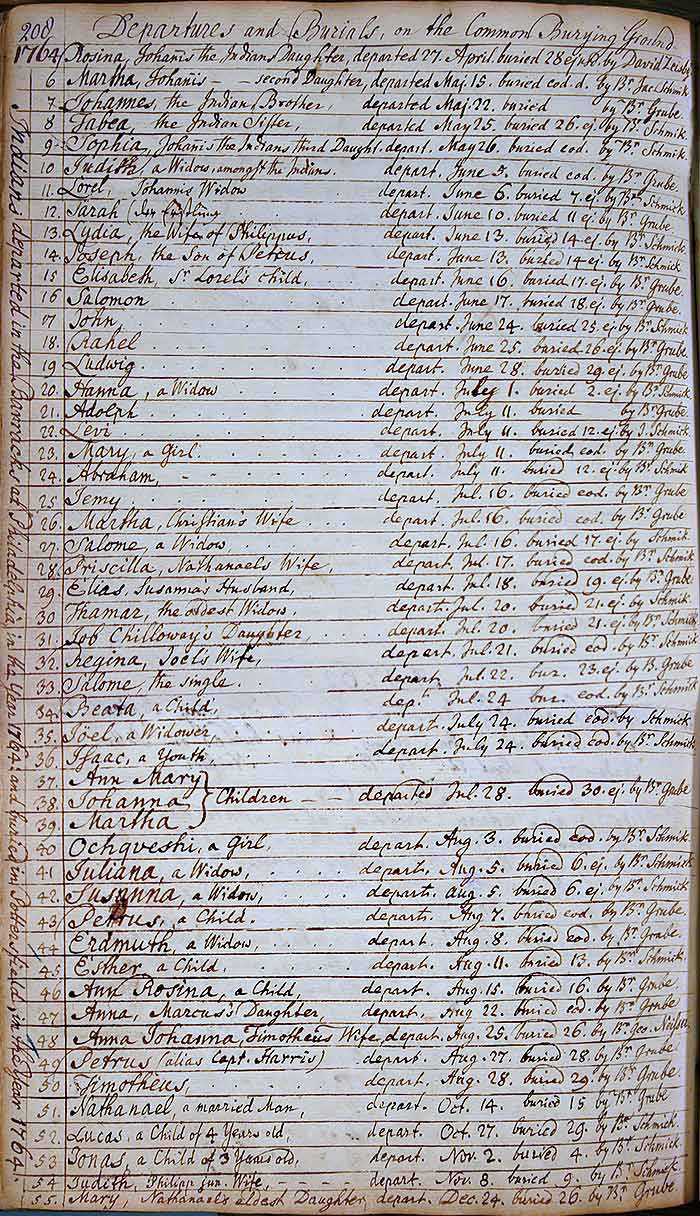 208 Departures and Burials, on the Common Burying Ground.
1764 Rosina, Johañis the Indians Daughter, departed 27. April buried 28 ejusd. by David Zeisb.
6 Martha, Johañis - - second Daughter, departed Maj. 15. buried eod. d. by Br. Jac. Schmik
7. Johannes, the Indian Brother, departed Maj. 22. buried by Br. Grube.
8 Tabea, the Indian Sister, departed May 25. buried 26. ej. by Br. Schmik
9. Sophia, Johañis the Indians third Daught. depart. May 26. buried eod. by Br. Schmik.
10 Judith, a Widow, amongst the Indians. depart. June 5. buried eod. by Br. Grube.
11. Lorel, Johannis Widow depart. June 6. buried 7. ej. by Br. Schmick
12. Sarah depart. June 10. buried 11 ej by Br. Grube
13. Lydia, the Wife of Philippus, depart. June 13. buried 14 ej. by Br. Schmick.
14. Joseph, the Son of Petrus, depart. June 13. buried 14 ej. by Br. Schmick
15 Elisabeth, Sr. Lorel's child, depart. June 16. buried 17. ej. by Br. Grube.
16 Salomon depart. June 17. buried 18. ej. by Br. Grube.
17 John, depart. June 24. buried 25. ej. by Br. Schmick
18. Rahel depart. June 25. buried 26. ej. by Br. Grube
19 Ludwig depart. June 28. buried 29 ej. by Br. Grube
20. Hanna, a Widow depart. July 1. buried 2. ej. by Br. Schmick
21. Adolph depart. July 11. buried by Br. Grube
22. Levi depart. July 11. buried 12. ej. by J. Schmick
23. Mary, a Girl depart. July 11. buried eod. by Br. Grube
24. Abraham, - - depart. July 11. buried 12. ej. by Br. Schmik
25. Jemy depart. Jul. 16. buried eod. by Br. Grube
26. Martha, Christian's Wife depart. Jul. 16. buried eod. by Br. Grube
27. Salome, a Widow, depart. Jul. 16. buried 17. ej. by Schmik.
28. Priscilla, Nathanael's Wife, depart. Jul. 17. buried eod. by Br. Schmik.
29. Elias, Susanna's Husband, depart. Jul. 18. buried 19. ej. by Br. Grube
30 Thamar, the oldest Widow, depart. Jul. 20. buried 21. ej. by Schmik.
31. Job Chilloway's Daughter, depart. Jul. 20. buried 21. ej. by Br. Schmik
32. Regina, Joel's Wife, depart. Jul. 21. buried eod. by Br. Schmik
33. Salome, the single. depart. Jul. 22. bur. 23. ej. by B. Grube
34. Beata, a Child, dep. Jul. 24 bur. eod. by Br. Schmick
35. Joel, a Widower, depart. July 24. buried eod. by Schmick
36. Isaac, a Youth, depart. July 24. buried eod. by Br. Schmik
37. Ann Mary
38. Johanna } Children - - departed Jul. 28. buried 30. ej. by Br. Grube
39. Martha
40 Ochqueshi, a Girl, depart. Aug. 3. buried eod. by Br. Schmick
41 Juliana, a Widow, depart. Aug. 5. buried 6. ej. by Br. Schmick
42. Susanna, a Widow, depart. Aug. 5. buried 6. ej. by Br. Schmick.
43. Petrus, a Child. depart. Aug 7. buried eod. by Br. Grube.
44 Erdmuth, a Widow, depart. Aug. 8. buried eod. by Br. Grube.
45 Esther, a Child, depart. Aug. 11. buried 13. by Br. Schmik.
46 Ann Rosina, a Child, depart. Aug. 15. buried 16. by Br. Grube.
47 Anna, Marcus's Daughter, depart. Aug 22. buried eod. by Br. Grube
48 Anna Johanna, Timotheus Wife, depart. Aug. 25. buried 26. by Br. Geo. Neisser
49 Petrus (alias Capt. Harris) depart. Aug. 27. buried 28. by Br. Grube.
50 Timotheus, depart. Aug. 28. buried 29. by Br. Grube.
51. Nathanael, a married Man, depart. Oct. 14. buried 15 by Br. Grube
52. Lucas, a Child of 4 Years old, depart. Oct. 27. buried 29. by Br. Schmick.
53 Jonas, a Child of 3 Years old, depart. Nov. 2. buried 4. by Br. Schmick.
54 Judith, Philipp jun. Wife, - - - - depart. Nov. 8. buried 9. by Br. Schmick.
55. Mary, Nathanael's eldest Daughter, depart. Dec. 24. buried 26. by Br. Grube
Indians departed in the Barracks at Philadelphia in the Year 1764 and buried in Pottersfield, in the Year 1764.